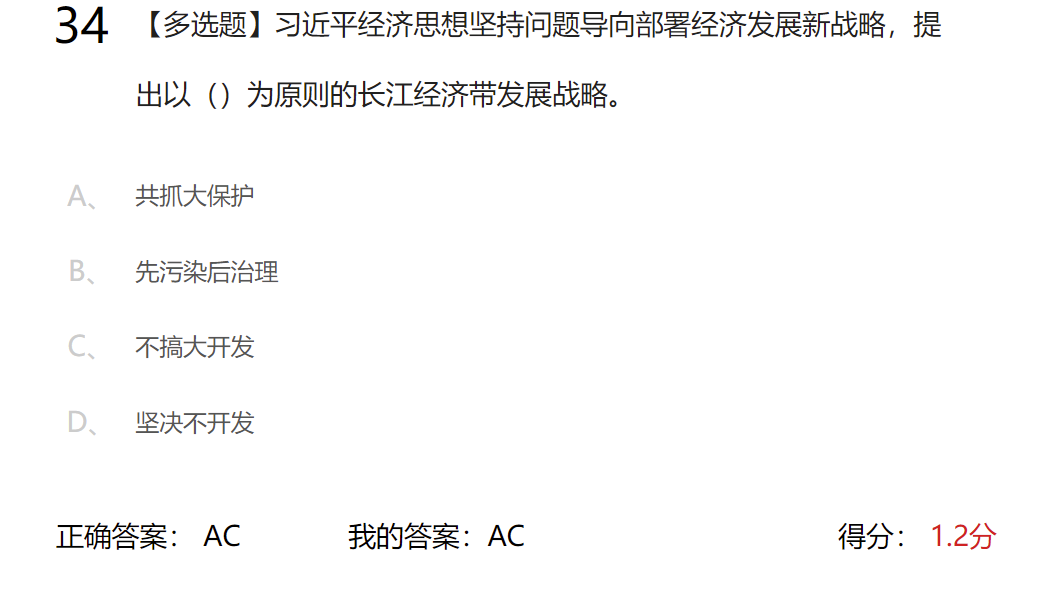 34 【多选题】习近平经济思想坚持问题导向部署经济发展新战略，提
出以（）为原则的长江经济带发展战略。
A、 共抓大保护
B、 先污染后治理
C、 不搞大开发
D、 坚决不开发
正确答案： AC 我的答案：AC 得分： 1.2分